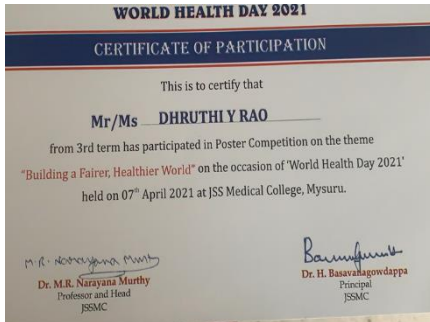 WORLD HEALTH DAY 2021
CERTIFICATE OF PARTICIPATION
This is to certify that
Mr/Ms DHRUTHI Y RAO
from 3rd term has participated in Poster Competition on the theme
"Building a Fairer, Healthier World" on the occasion of 'World Health Day 2021'
held on 07th April 2021 at JSS Medical College, Mysuru.
M.R. Narayana Murthy
Dr. M.R. Narayana Murthy
Professor and Head
JSSMC
Dr. H. Basavanagowdappa
Principal
JSSMC